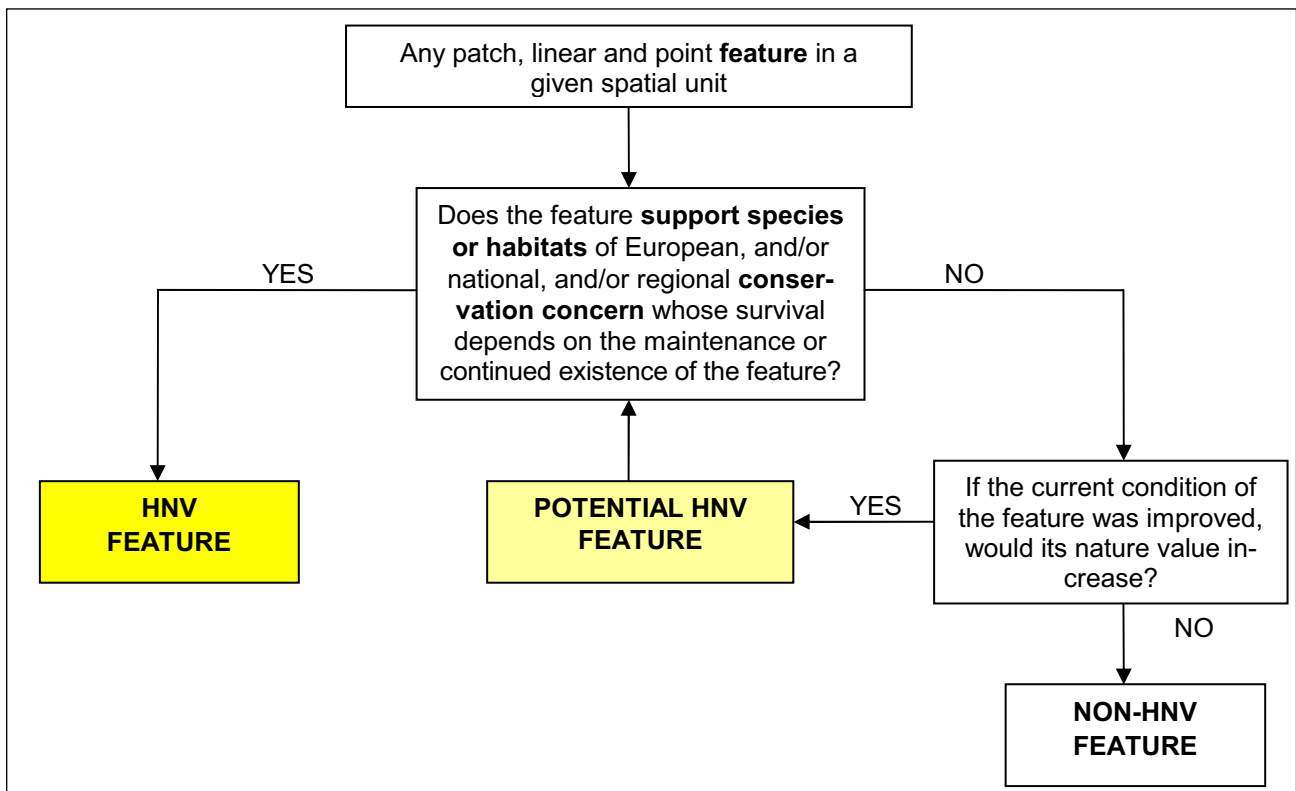 Any patch, linear and point feature in a
given spatial unit
Does the feature support species
or habitats of European, and/or
national, and/or regional conser-
vation concern whose survival
depends on the maintenance or
continued existence of the feature?
YES
NO
HNV
FEATURE
POTENTIAL HNV
FEATURE
YES
If the current condition of
the feature was improved,
would its nature value in-
crease?
NO
NON-HNV
FEATURE